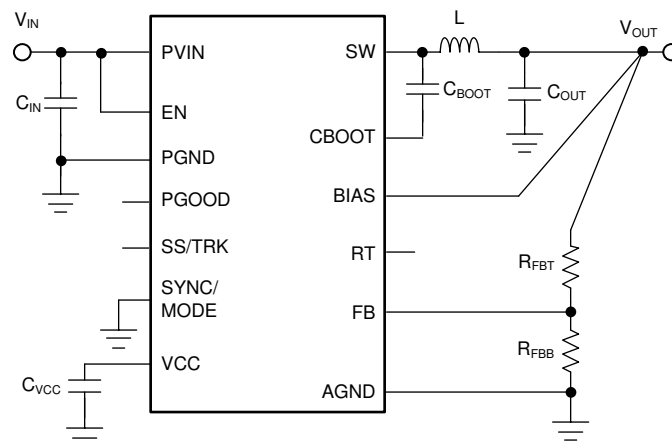 VIN
PVIN
SW
L
VOUT
CIN
CBOOT
COUT
EN
CBOOT
PGND
PGOOD
BIAS
SS/TRK
RT
RFBT
SYNC/
MODE
FB
VCC
RFBB
CVCC
AGND